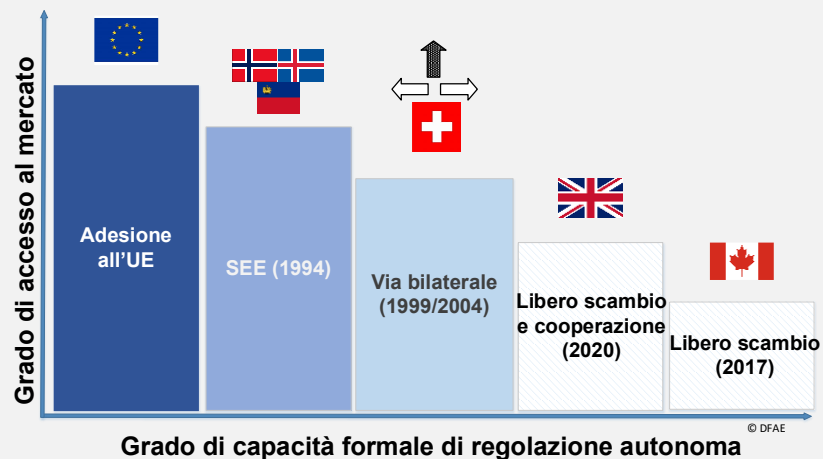 Grado di accesso al mercato
Adesione
all'UE
SEE (1994)
Via bilaterale
(1999/2004)
Libero scambio
e cooperazione
(2020)
Libero scambio
(2017)
© DFAE
Grado di capacità formale di regolazione autonoma